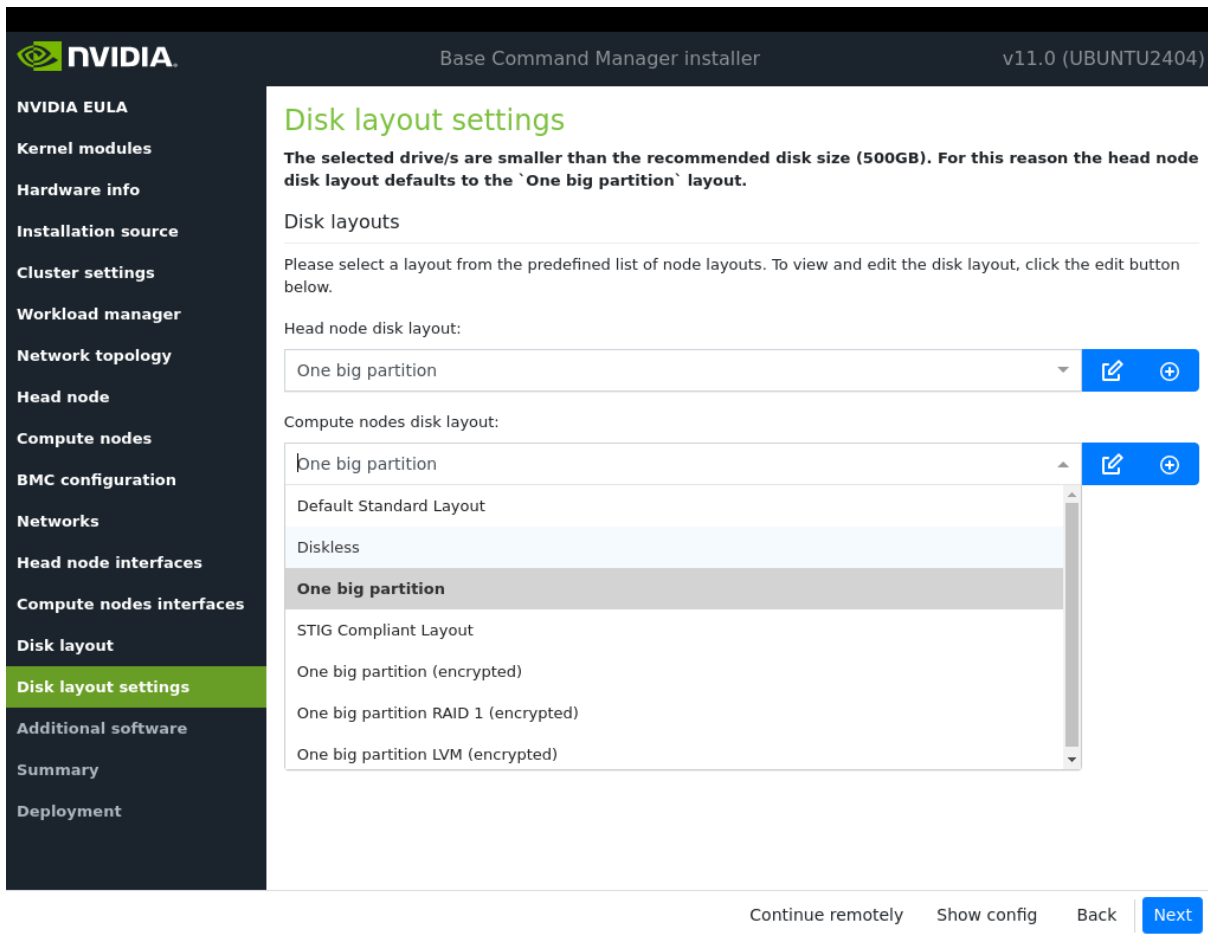 NVIDIA.
Base Command Manager installer
v11.0 (UBUNTU2404)
NVIDIA EULA
Kernel modules
Hardware info
Installation source
Cluster settings
Workload manager
Network topology
Head node
Compute nodes
BMC configuration
Networks
Head node interfaces
Compute nodes interfaces
Disk layout
Disk layout settings
Additional software
Summary
Deployment
Disk layout settings
The selected drive/s are smaller than the recommended disk size (500GB). For this reason the head node
disk layout defaults to the `One big partition` layout.
Disk layouts
Please select a layout from the predefined list of node layouts. To view and edit the disk layout, click the edit button
below.
Head node disk layout:
One big partition
Compute nodes disk layout:
One big partition
Default Standard Layout
Diskless
One big partition
STIG Compliant Layout
One big partition (encrypted)
One big partition RAID 1 (encrypted)
One big partition LVM (encrypted)
Continue remotely
Show config
Back
Next